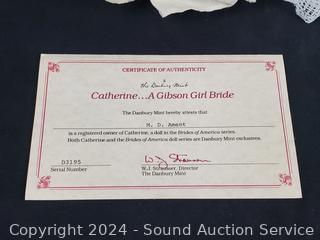 CERTIFICATE OF AUTHENTICITY
the Danbury Mint
Catherine...A Gibson Girl Bride
The Danbury Mint hereby attests that
M. D. Ament
is a registered owner of Catherine, a doll in the Brides of America series.
Both Catherine and the Brides of America doll series are Danbury Mint exclusives.
D3195
Serial Number
W.J. Director
The Danbury Mint
Copyright 2024 - Sound Auction Service